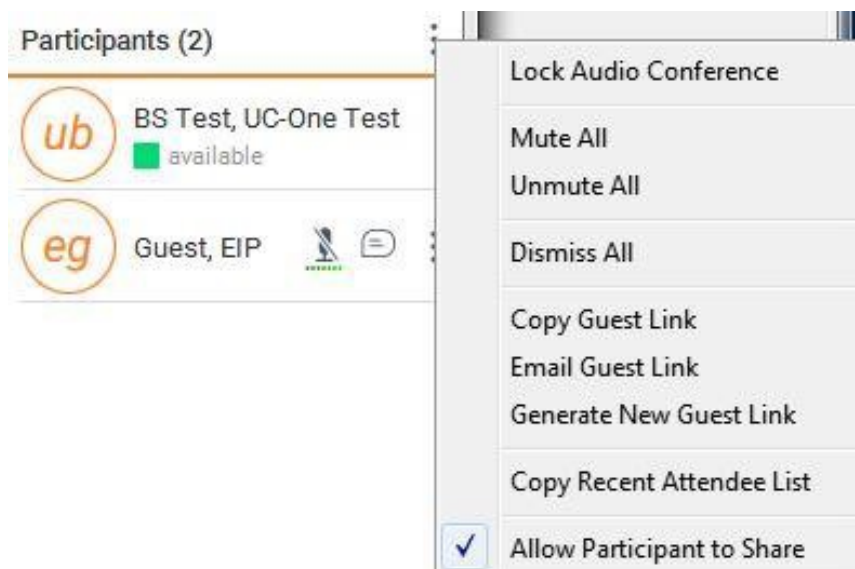 Participants (2)
ub
BS Test, UC-One Test
available
eg
Guest, EIP
Lock Audio Conference
Mute All
Unmute All
Dismiss All
Copy Guest Link
Email Guest Link
Generate New Guest Link
Copy Recent Attendee List
Allow Participant to Share